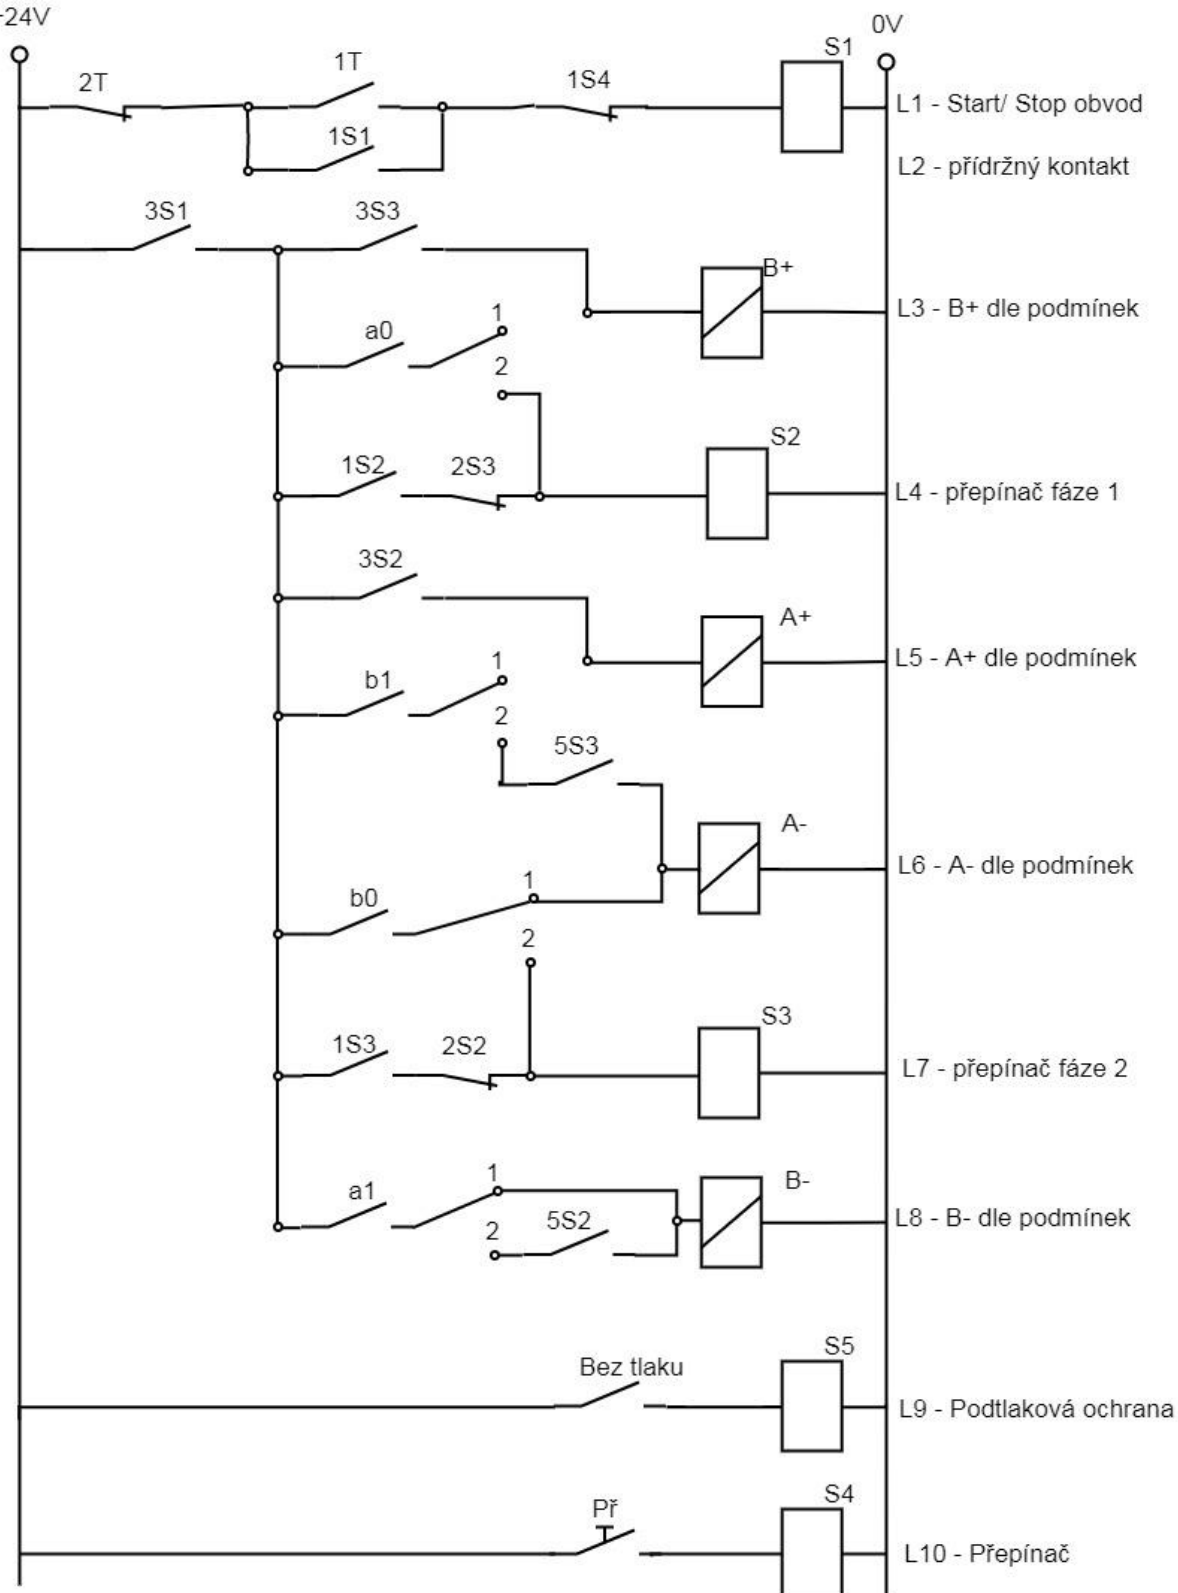 +24V
0V
S1
1T
2T
1S4
L1 - Start/ Stop obvod
1S1
L2 - přídržný kontakt
3S1
3S3
B+
L3 - B+ dle podmínek
1
a0
2
S2
1S2
2S3
L4 - přepínač fáze 1
3S2
A+
1
L5 - A+ dle podmínek
b1
2
5S3
A-
L6 - A- dle podmínek
1
b0
2
S3
1S3
2S2
L7 - přepínač fáze 2
1
B-
a1
2
5S2
L8 - B- dle podmínek
S5
Bez tlaku
L9 - Podtlaková ochrana
S4
Př
L10 - Přepínač